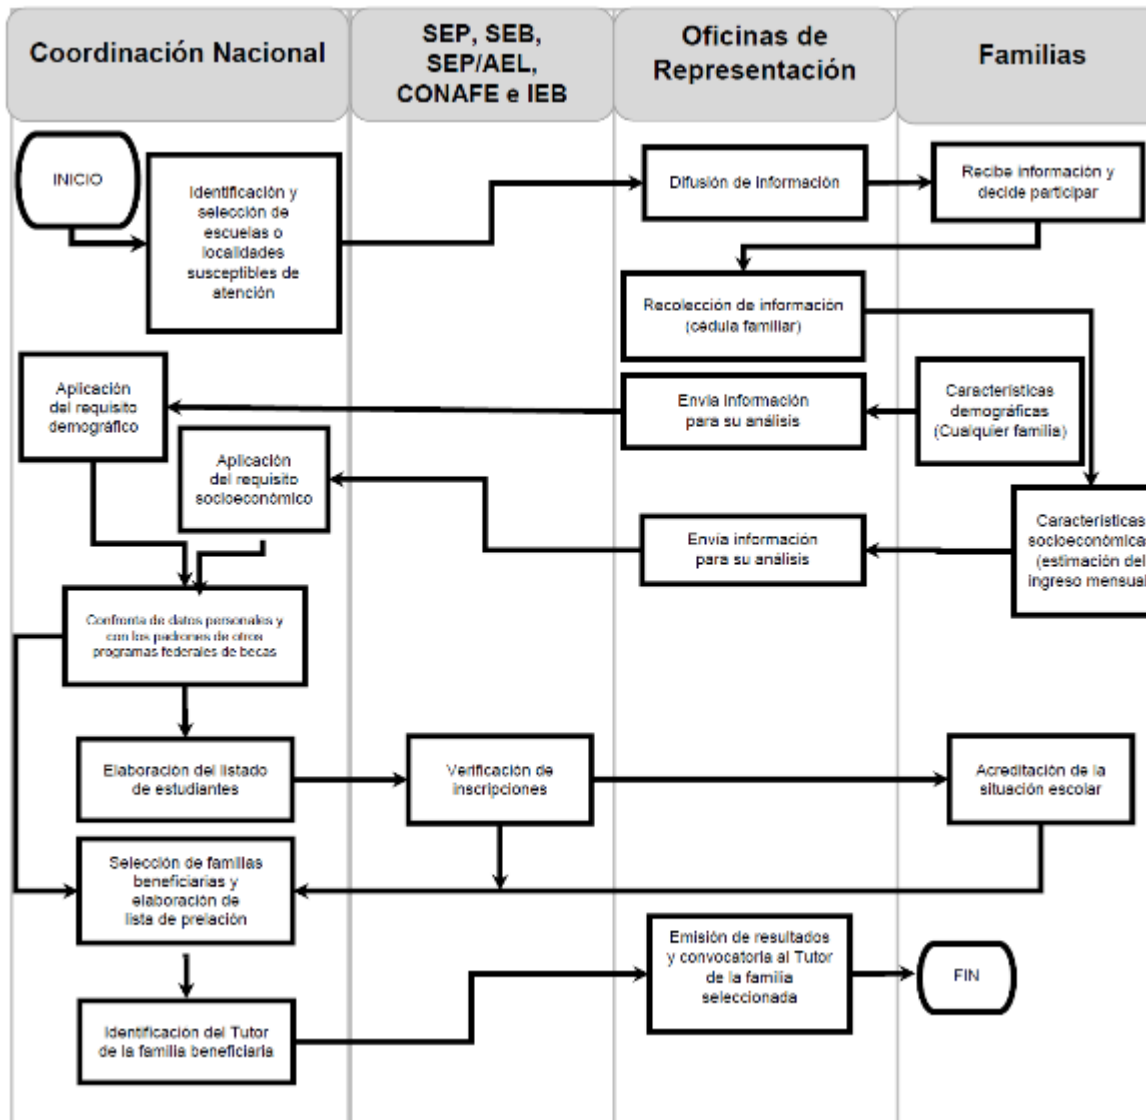 Coordinación Nacional
SEP, SEB,
SEP/AEL,
CONAFE e IEB
Oficinas de
Representación
Familias
INICIO
Identificación y
selección de
escuelas o
localidades
susceptibles de
atención
Difusión de información
Recibe información y
decide participar
Recolección de información
(cédula familiar)
Aplicación
del requisito
demográfico
Envía información
para su análisis
Características
demográficas
(Cualquier familia)
Aplicación
del requisito
socioeconómico
Envía información
para su análisis
Características
socioeconómica
(estimación del
ingreso mensual
Confronta de datos personales y
con los padrones de otros
programas federales de becas
Elaboración del listado
de estudiantes
Verificación de
inscripciones
Acreditación de la
situación escolar
Selección de familias
beneficiarias y
elaboración de
lista de prelación
Emisión de resultados
y convocatoria al Tutor
de la familia
seleccionada
FIN
Identificación del Tutor
de la familia beneficiaria